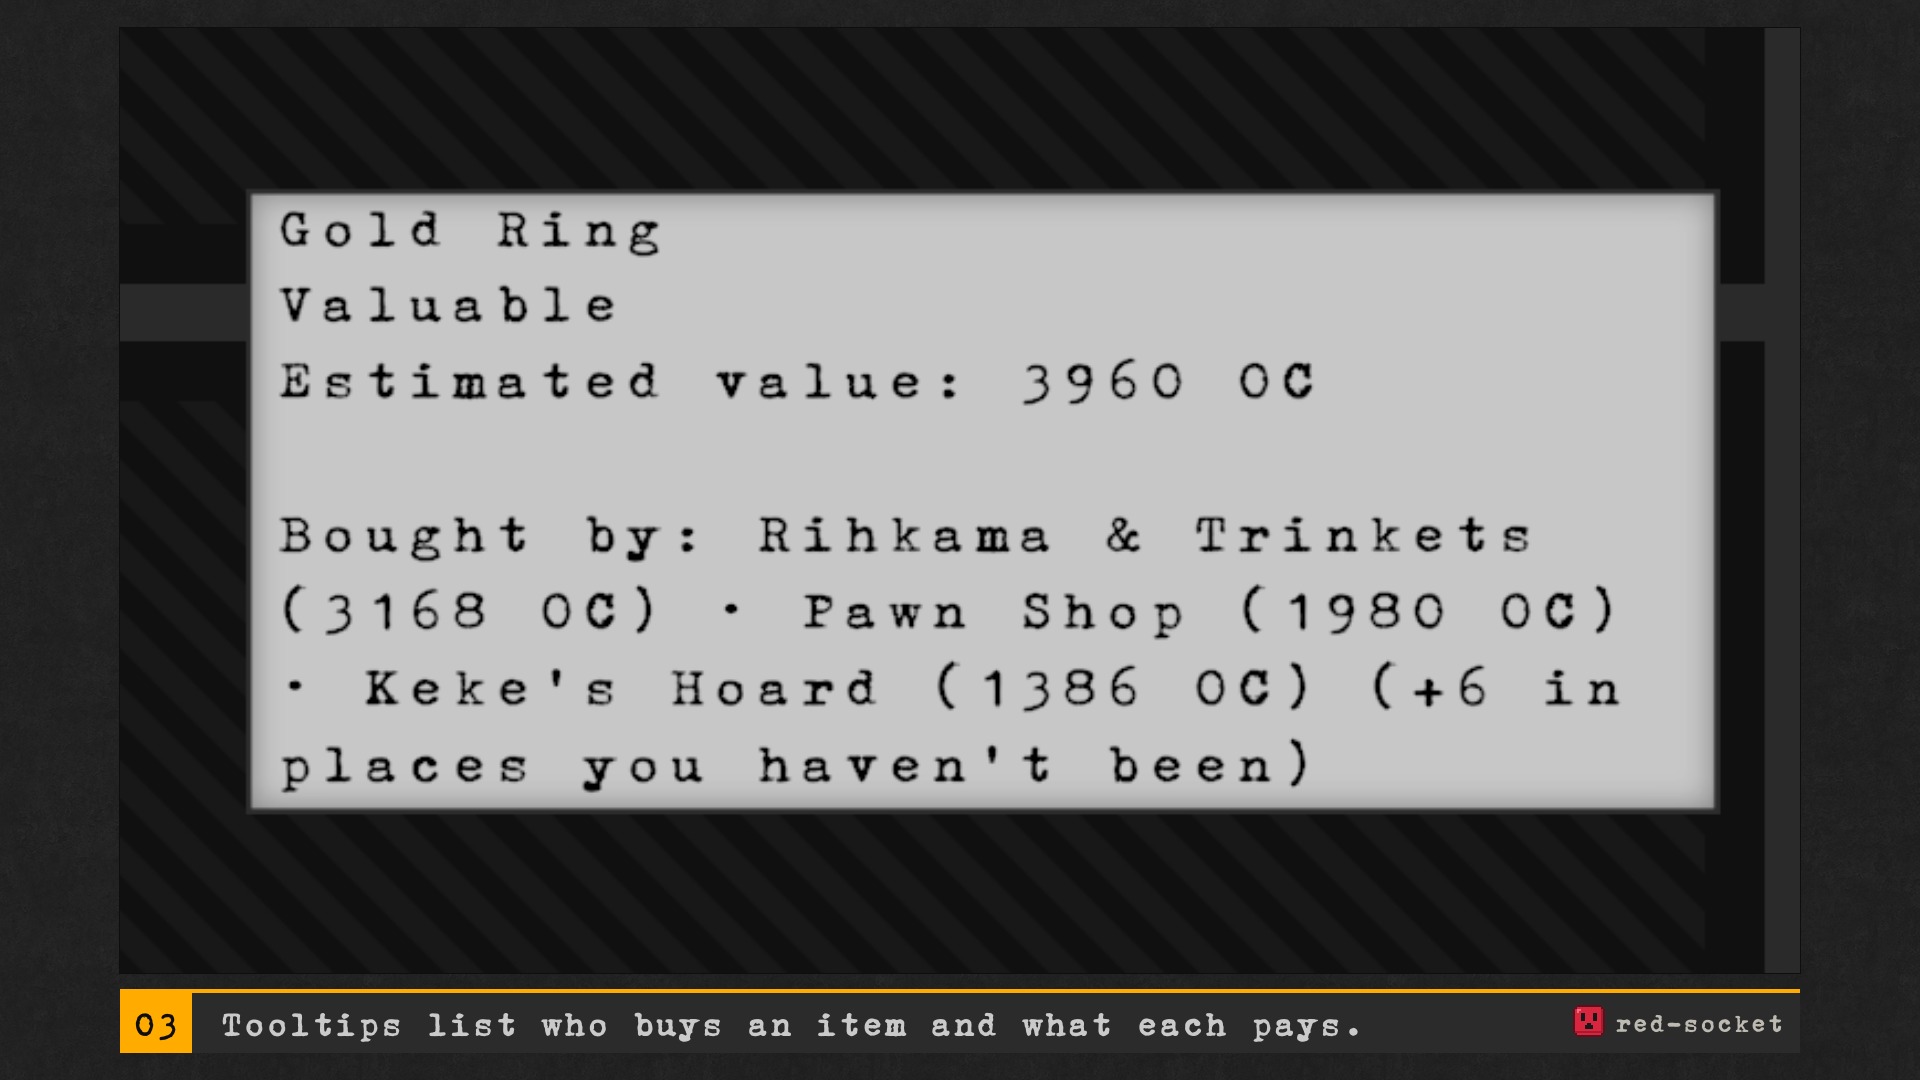 Gold Ring
Valuable
Estimated value: 3960 OC
Bought by: Rihkama & Trinkets
(3168 OC) · Pawn Shop (1980 OC)
· Keke's Hoard (1386 OC) (+6 in
places you haven't been)
03 Tooltips list who buys an item and what each pays. red-socket